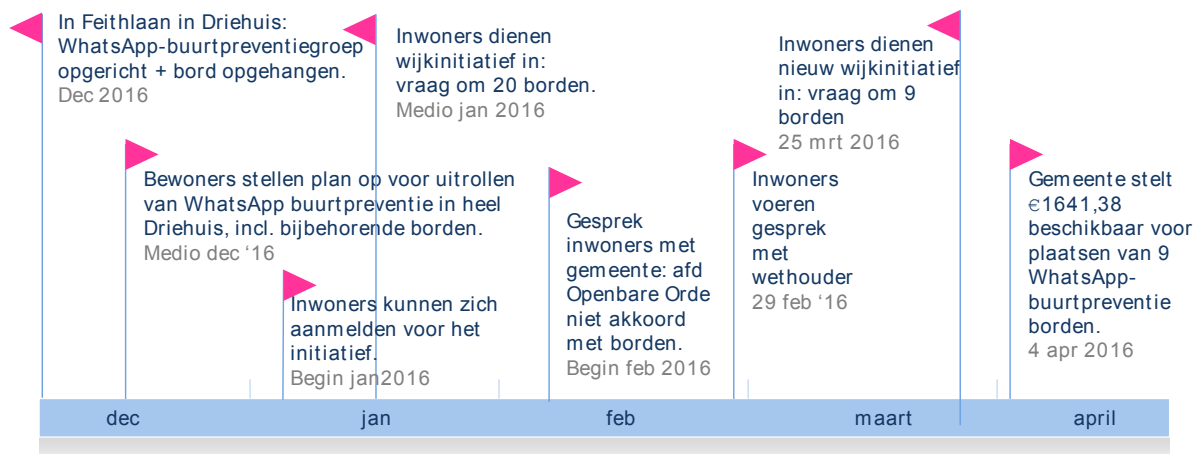 In Feithlaan in Driehuis:
WhatsApp-buurtpreventiegroep
opgericht + bord opgehangen.
Dec 2016
Inwoners dienen
wijkinitiatief in:
vraag om 20 borden.
Medio jan 2016
Inwoners dienen
nieuw wijkinitiatief
in: vraag om 9
borden
25 mrt 2016
Bewoners stellen plan op voor uitrollen
van WhatsApp buurtpreventie in heel
Driehuis, incl. bijbehorende borden.
Medio dec ‘16
Inwoners kunnen zich
aanmelden voor het
initiatief.
Begin jan2016
Gesprek
inwoners met
gemeente: afd
Openbare Orde
niet akkoord
met borden.
Begin feb 2016
Inwoners
voeren
gesprek
met
wethouder
29 feb ‘16
Gemeente stelt
€1641,38
beschikbaar voor
plaatsen van 9
WhatsApp-
buurtpreventie
borden.
4 apr 2016
dec jan feb maart april